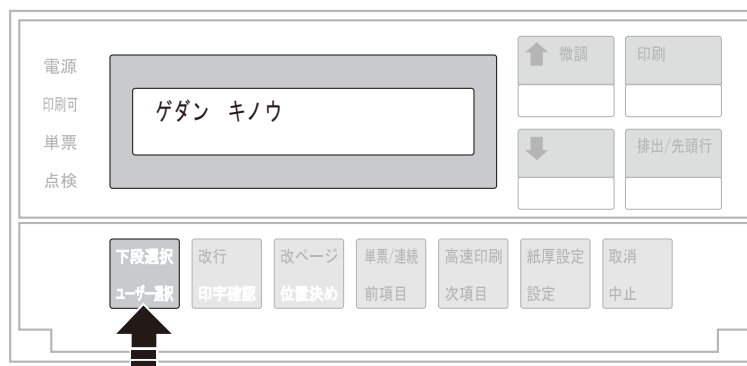 電源
印刷可
単票
点検
ゲダン キノウ
微調
印刷
排出/先頭行
下段選択
ユーザー選択
改行
印字確認
改ページ
位置決め
単票/連続
前項目
高速印刷
次項目
紙厚設定
設定
取消
中止